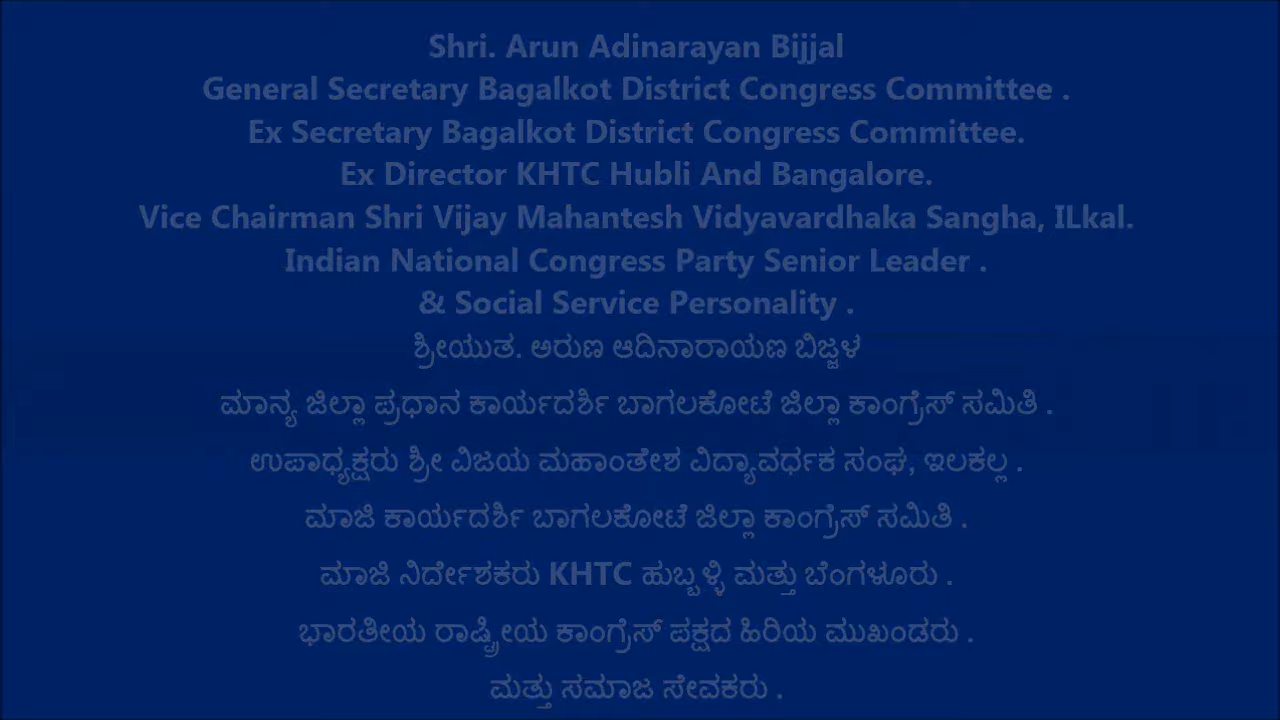 Shri. Arun Adinarayan Bijjal
General Secretary Bagalkot District Congress Committee .
Ex Secretary Bagalkot District Congress Committee.
Ex Director KHTC Hubli And Bangalore.
Vice Chairman Shri Vijay Mahantesh Vidyavardhaka Sangha, ILkal.
Indian National Congress Party Senior Leader .
& Social Service Personality .
ಶ್ರೀಯುತ. ಅರುಣ ಆದಿನಾರಾಯಣ ಬಿಜ್ಜಳ
ಮಾನ್ಯ ಜಿಲ್ಲಾ ಪ್ರಧಾನ ಕಾರ್ಯದರ್ಶಿ ಬಾಗಲಕೋಟೆ ಜಿಲ್ಲಾ ಕಾಂಗ್ರೆಸ್ ಸಮಿತಿ .
ಉಪಾಧ್ಯಕ್ಷರು ಶ್ರೀ ವಿಜಯ ಮಹಾಂತೇಶ ವಿದ್ಯಾವರ್ಧಕ ಸಂಘ, ಇಲಕಲ್ಲ .
ಮಾಜಿ ಕಾರ್ಯದರ್ಶಿ ಬಾಗಲಕೋಟೆ ಜಿಲ್ಲಾ ಕಾಂಗ್ರೆಸ್ ಸಮಿತಿ .
ಮಾಜಿ ನಿರ್ದೇಶಕರು KHTC ಹುಬ್ಬಳ್ಳಿ ಮತ್ತು ಬೆಂಗಳೂರು .
ಭಾರತೀಯ ರಾಷ್ಟ್ರೀಯ ಕಾಂಗ್ರೆಸ್ ಪಕ್ಷದ ಹಿರಿಯ ಮುಖಂಡರು .
ಮತ್ತು ಸಮಾಜ ಸೇವಕರು .